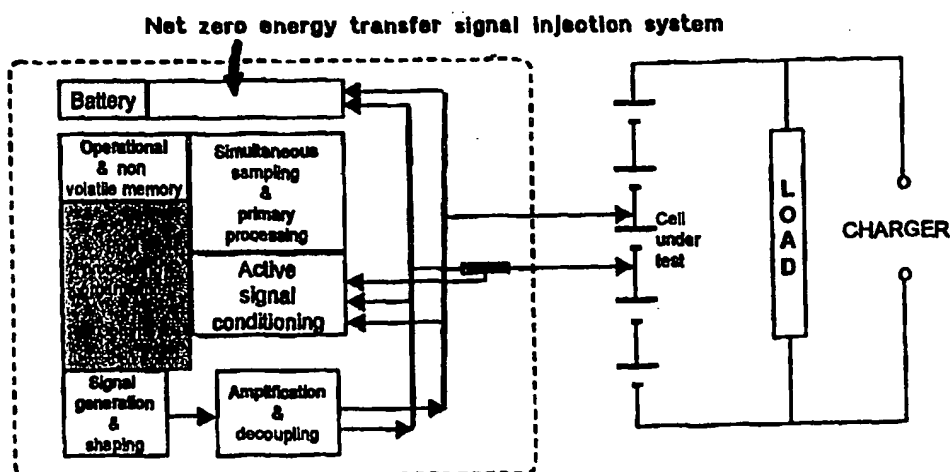 Net zero energy transfer signal injection system
Battery
Operational
& non
volatile memory
Simultaneous
sampling
&
primary
processing
Active
signal
conditioning
Signal
generation
&
shaping
Amplification
&
decoupling
Cell
under
test
LOAD
CHARGER